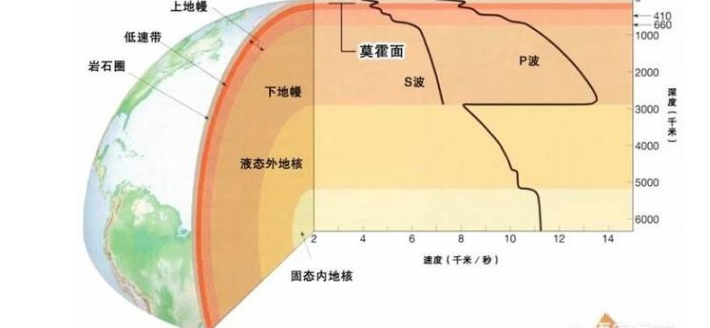 上地幔
低速带
岩石圈
莫霍面
S波
P波
下地幔
液态外地核
固态内地核
410
660
1000
2000
3000
4000
5000
6000
深度（千米）
2 4 6 8 10 12 14
速度（千米／秒）